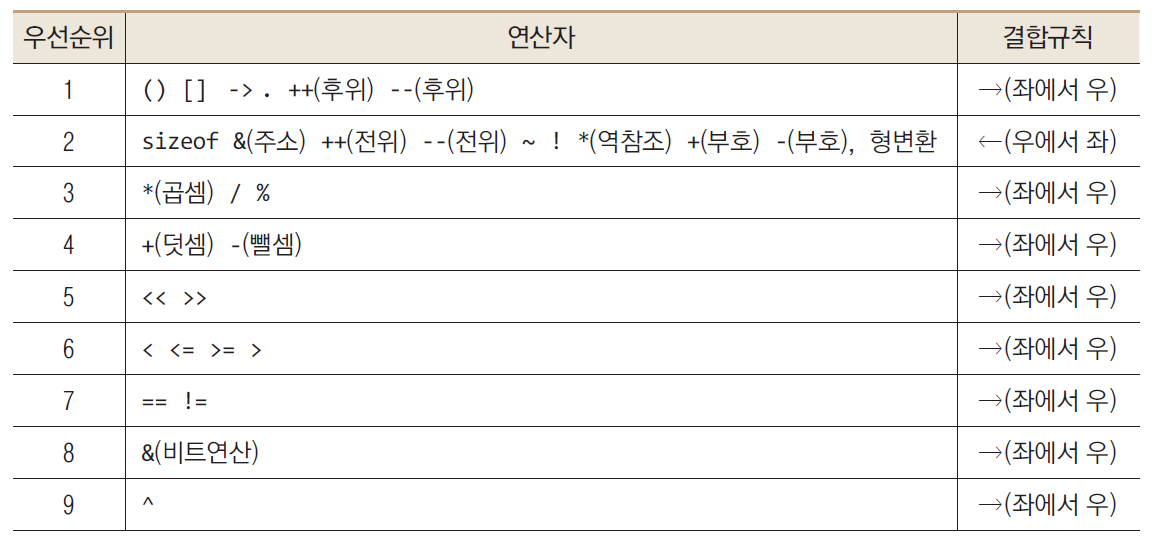 우선순위 연산자 결합규칙
1 () [] -> . ++(후위) --(후위) →(좌에서 우)
2 sizeof &(주소) ++(전위) --(전위) ~ ! *(역참조) +(부호) -(부호), 형변환 ←(우에서 좌)
3 *(곱셈) / % →(좌에서 우)
4 +(덧셈) -(뺄셈) →(좌에서 우)
5 << >> →(좌에서 우)
6 < <= >= > →(좌에서 우)
7 == != →(좌에서 우)
8 &(비트연산) →(좌에서 우)
9 ^ →(좌에서 우)